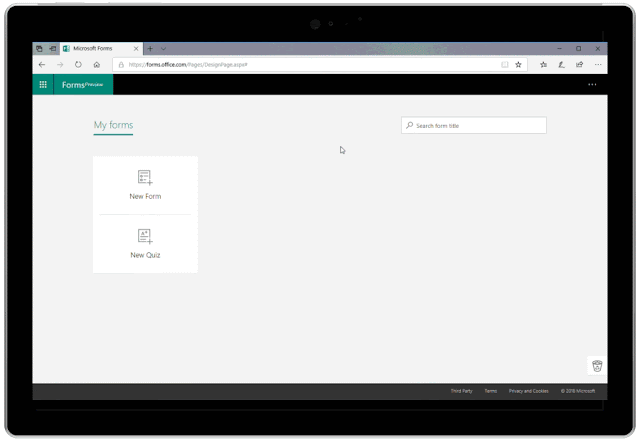 Microsoft Forms
https://forms.office.com/Pages/DesignPage.aspx#
Forms Preview
My forms
Search form title
New Form
New Quiz
Third Party Terms Privacy and Cookies © 2018 Microsoft